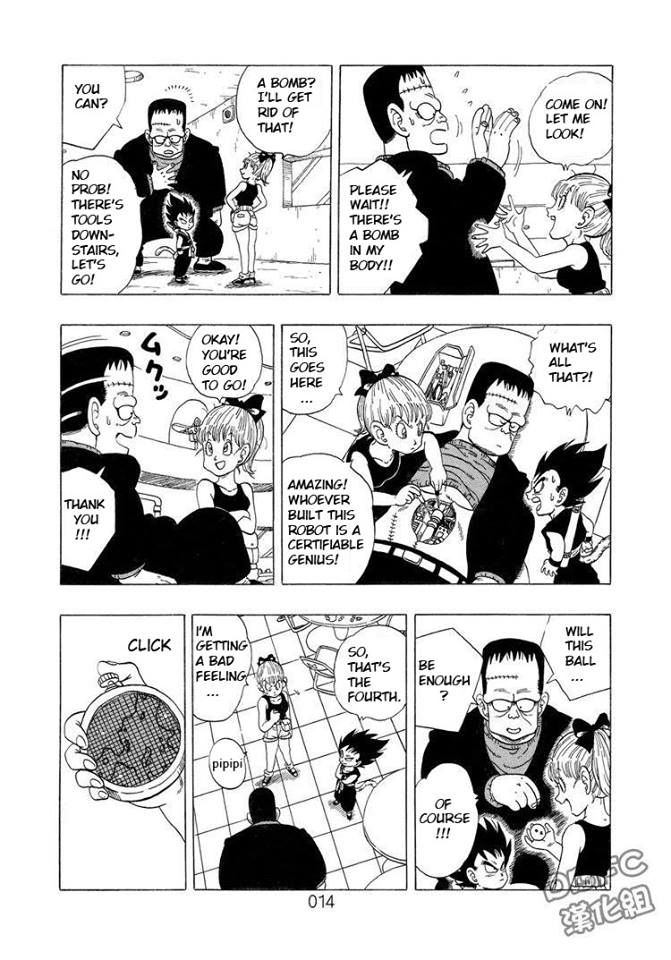 COME ON!
LET ME
LOOK!
PLEASE
WAIT!!
THERE'S
A BOMB
IN MY
BODY!!
A BOMB?
I'LL GET
RID OF
THAT!
YOU
CAN?
NO
PROB!
THERE'S
TOOLS
DOWN-
STAIRS,
LET'S
GO!
WHAT'S
ALL
THAT?!
SO,
THIS
GOES
HERE
...
AMAZING!
WHOEVER
BUILT THIS
ROBOT IS A
CERTIFIABLE
GENIUS!
OKAY!
YOU'RE
GOOD
TO GO!
ムクッ
THANK
YOU
!!!
WILL
THIS
BALL
...
BE
ENOUGH
?
OF
COURSE
!!!
SO,
THAT'S
THE
FOURTH.
I'M
GETTING
A BAD
FEELING
...
pipipi
CLICK
014
漢化組